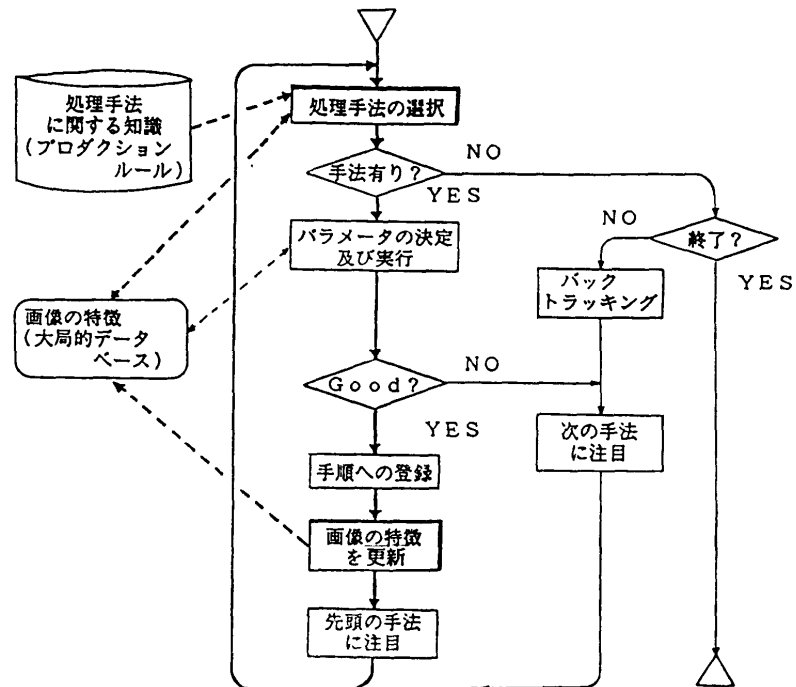 処理手法
に関する知識
(プロダクション
ルール)
処理手法の選択
手法有り?
NO
YES
パラメータの決定
及び実行
終了?
NO
YES
バック
トラッキング
画像の特徴
(大局的データ
ベース)
Good?
NO
YES
次の手法
に注目
手順への登録
画像の特徴
を更新
先頭の手法
に注目